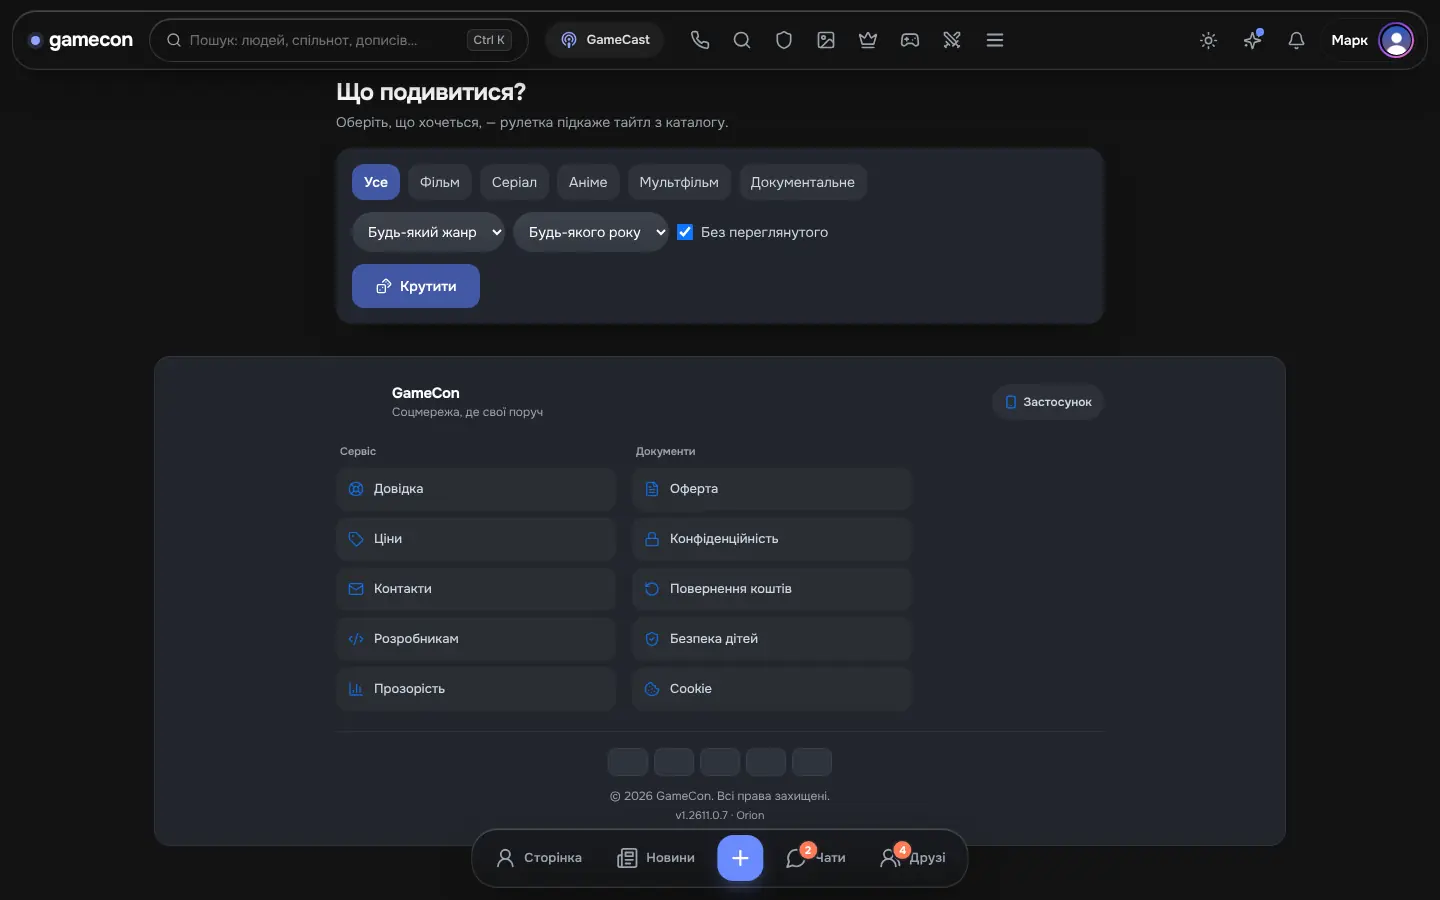 gamecon
Пошук: людей, спільнот, дописів...
Ctrl K
GameCast
Марк
Що подивитися?
Оберіть, що хочеться, — рулетка підкаже тайтл з каталогу.
Усе
Фільм
Серіал
Аніме
Мультфільм
Документальне
Будь-який жанр
Будь-якого року
Без переглянутого
Крутити
GameCon
Соцмережа, де свої поруч
Застосунок
Сервіс
Довідка
Ціни
Контакти
Розробникам
Прозорість
Документи
Оферта
Конфіденційність
Повернення коштів
Безпека дітей
Cookie
© 2026 GameCon. Всі права захищені.
v1.2611.0.7 · Orion
Сторінка
Новини
2
Чати
4
Друзі